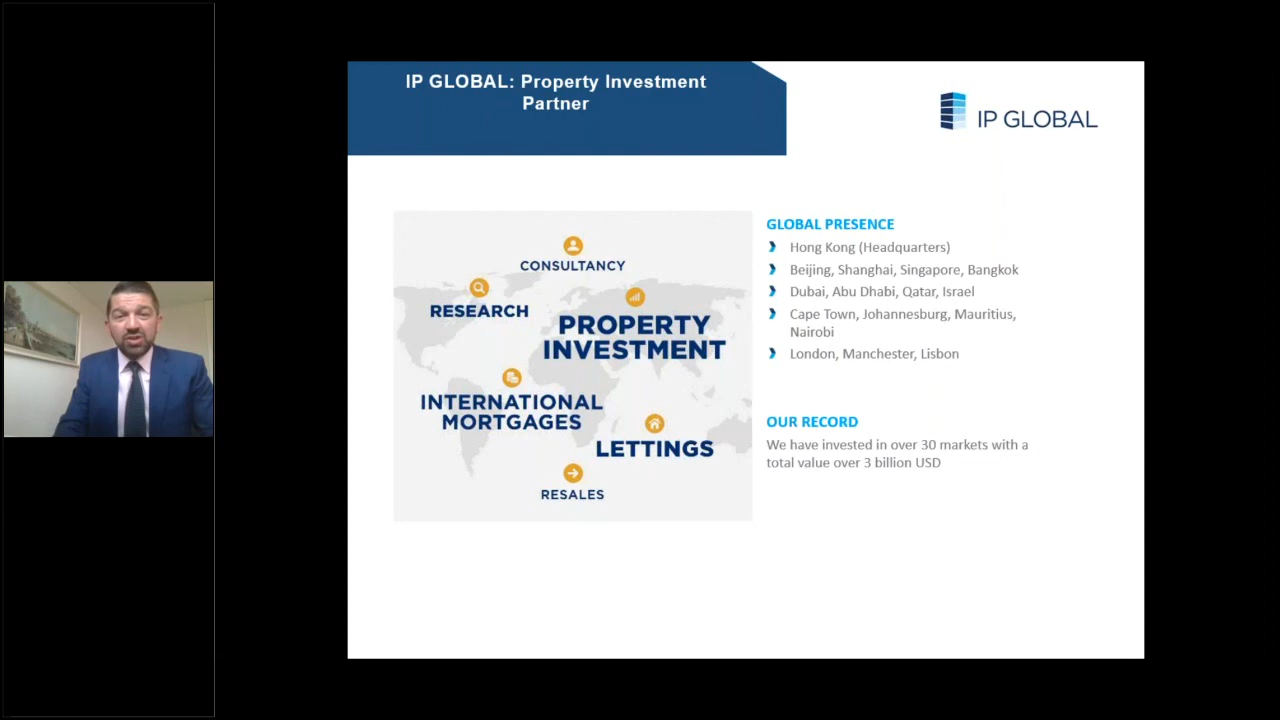 IP GLOBAL: Property Investment
Partner
IP GLOBAL
CONSULTANCY
RESEARCH
PROPERTY
INVESTMENT
INTERNATIONAL
MORTGAGES
LETTINGS
RESALES
GLOBAL PRESENCE
Hong Kong (Headquarters)
Beijing, Shanghai, Singapore, Bangkok
Dubai, Abu Dhabi, Qatar, Israel
Cape Town, Johannesburg, Mauritius,
Nairobi
London, Manchester, Lisbon
OUR RECORD
We have invested in over 30 markets with a
total value over 3 billion USD